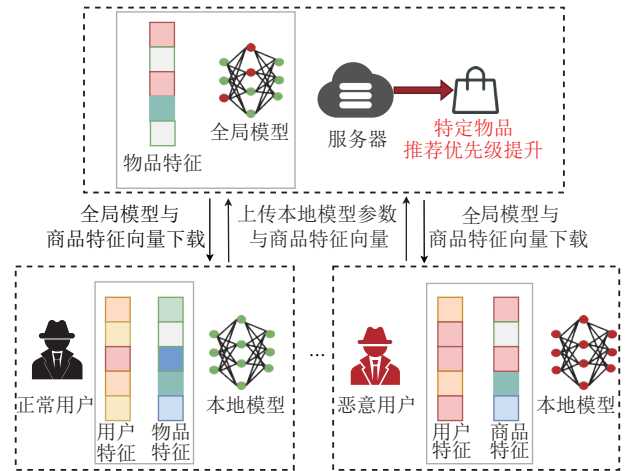 物品特征
全局模型
服务器
特定物品
推荐优先级提升
全局模型与
商品特征向量下载
上传本地模型参数
与商品特征向量
全局模型与
商品特征向量下载
正常用户
用户
特征
物品
特征
本地模型
...
恶意用户
用户
特征
商品
特征
本地模型